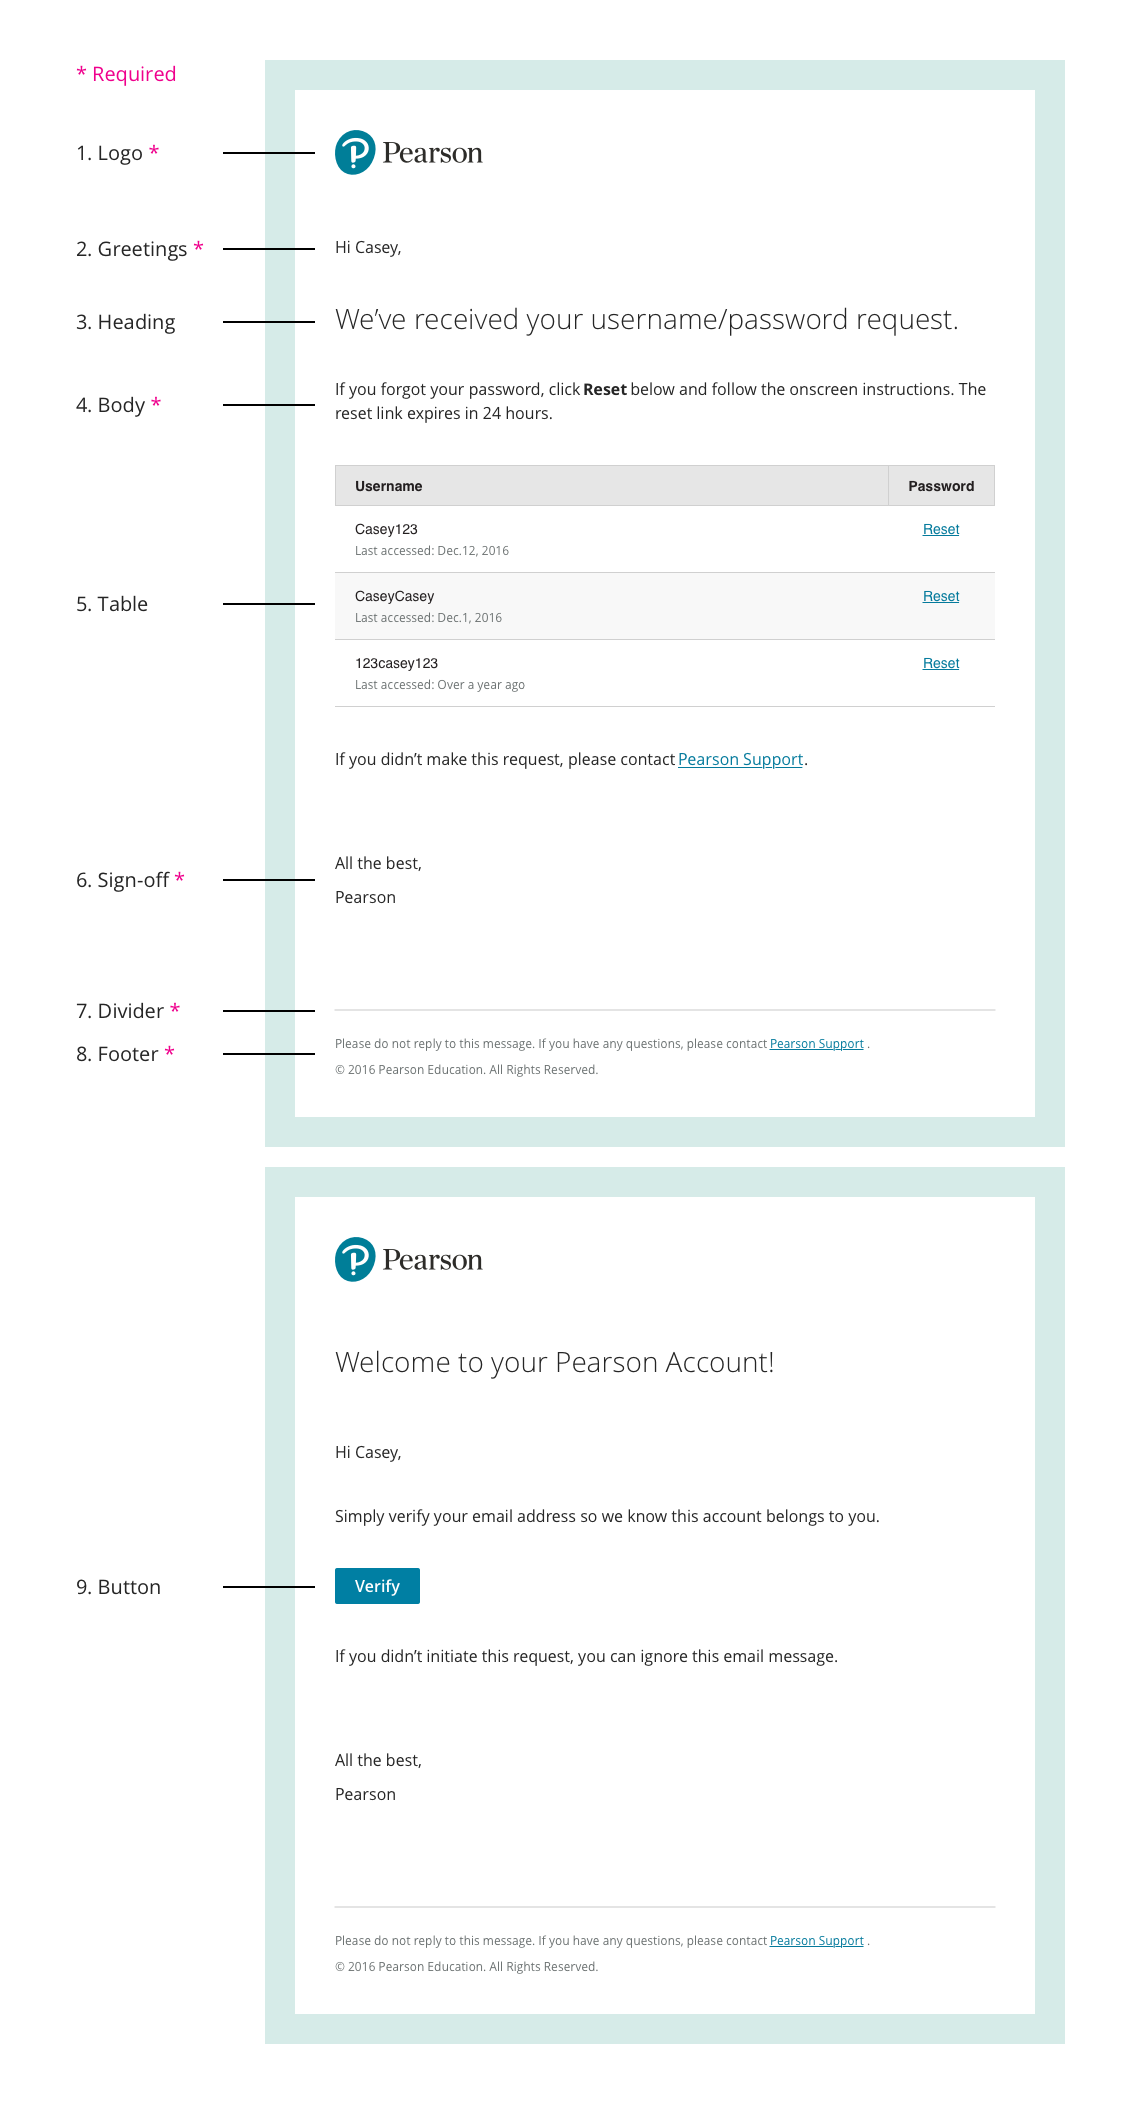 * Required
1. Logo *
Pearson
2. Greetings *
Hi Casey,
3. Heading
We’ve received your username/password request.
4. Body *
If you forgot your password, click Reset below and follow the onscreen instructions. The
reset link expires in 24 hours.
Username Password
Casey123 Reset
Last accessed: Dec.12, 2016
5. Table
CaseyCasey Reset
Last accessed: Dec.1, 2016
123casey123 Reset
Last accessed: Over a year ago
If you didn’t make this request, please contact Pearson Support.
6. Sign-off *
All the best,
Pearson
7. Divider *
8. Footer *
Please do not reply to this message. If you have any questions, please contact Pearson Support .
© 2016 Pearson Education. All Rights Reserved.
Pearson
Welcome to your Pearson Account!
Hi Casey,
Simply verify your email address so we know this account belongs to you.
9. Button
Verify
If you didn’t initiate this request, you can ignore this email message.
All the best,
Pearson
Please do not reply to this message. If you have any questions, please contact Pearson Support .
© 2016 Pearson Education. All Rights Reserved.